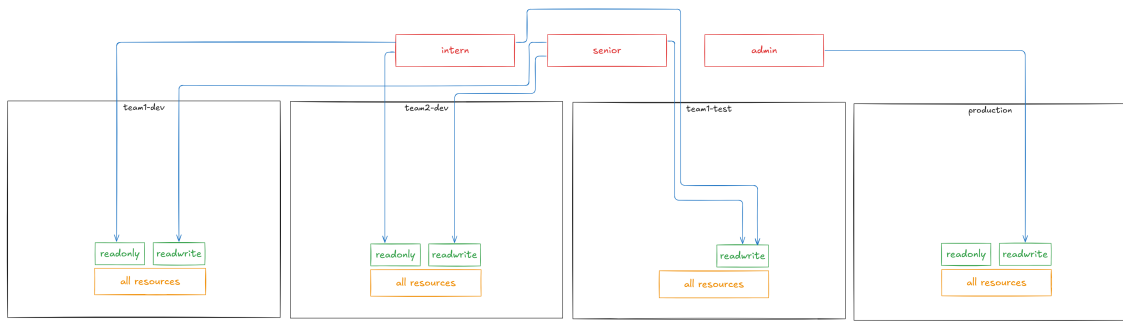 intern
senior
admin
team1-dev
team2-dev
team1-test
production
readonly
readwrite
all resources
readonly
readwrite
all resources
readwrite
all resources
readonly
readwrite
all resources